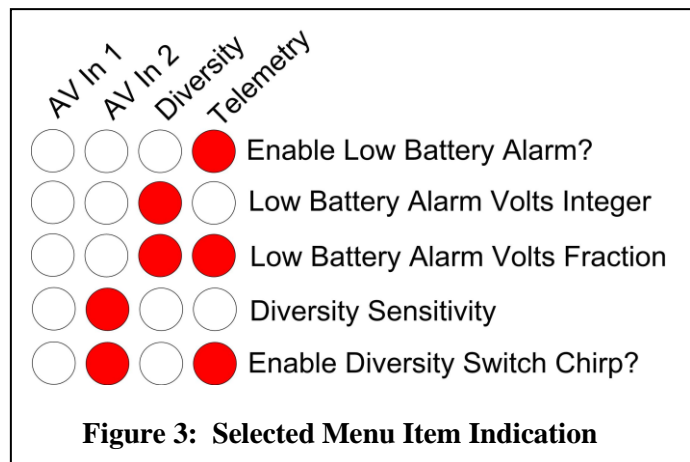 AV In 1
AV In 2
Diversity
Telemetry
Enable Low Battery Alarm?
Low Battery Alarm Volts Integer
Low Battery Alarm Volts Fraction
Diversity Sensitivity
Enable Diversity Switch Chirp?
Figure 3: Selected Menu Item Indication